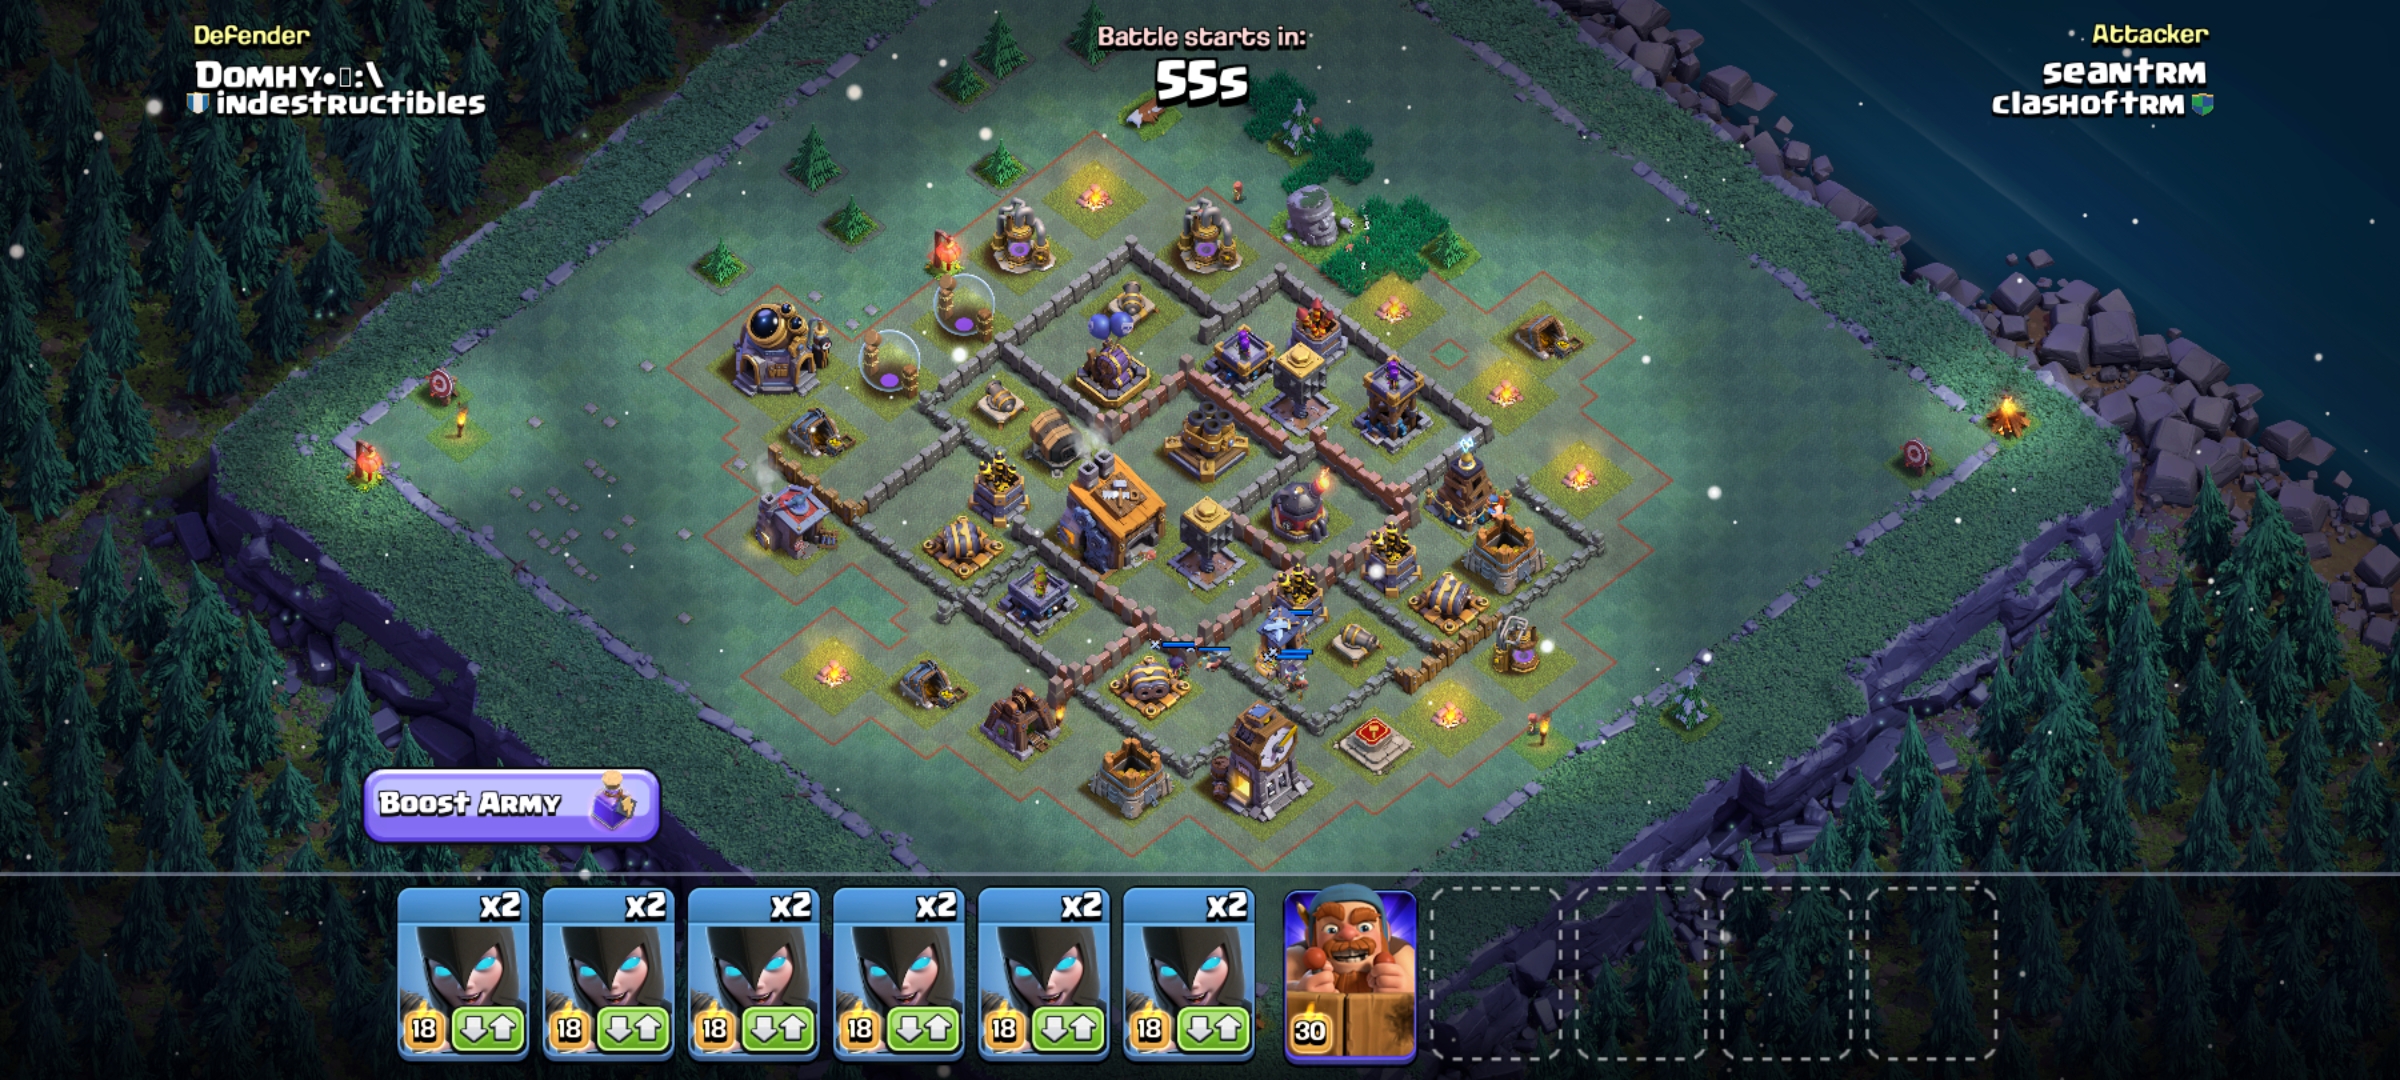 Defender
Domhy•▯:\
indestructibles
Battle starts in:
55s
Attacker
seantrm
clashoftrm
Boost Army
x2
x2
x2
x2
x2
x2
18
18
18
18
18
18
30